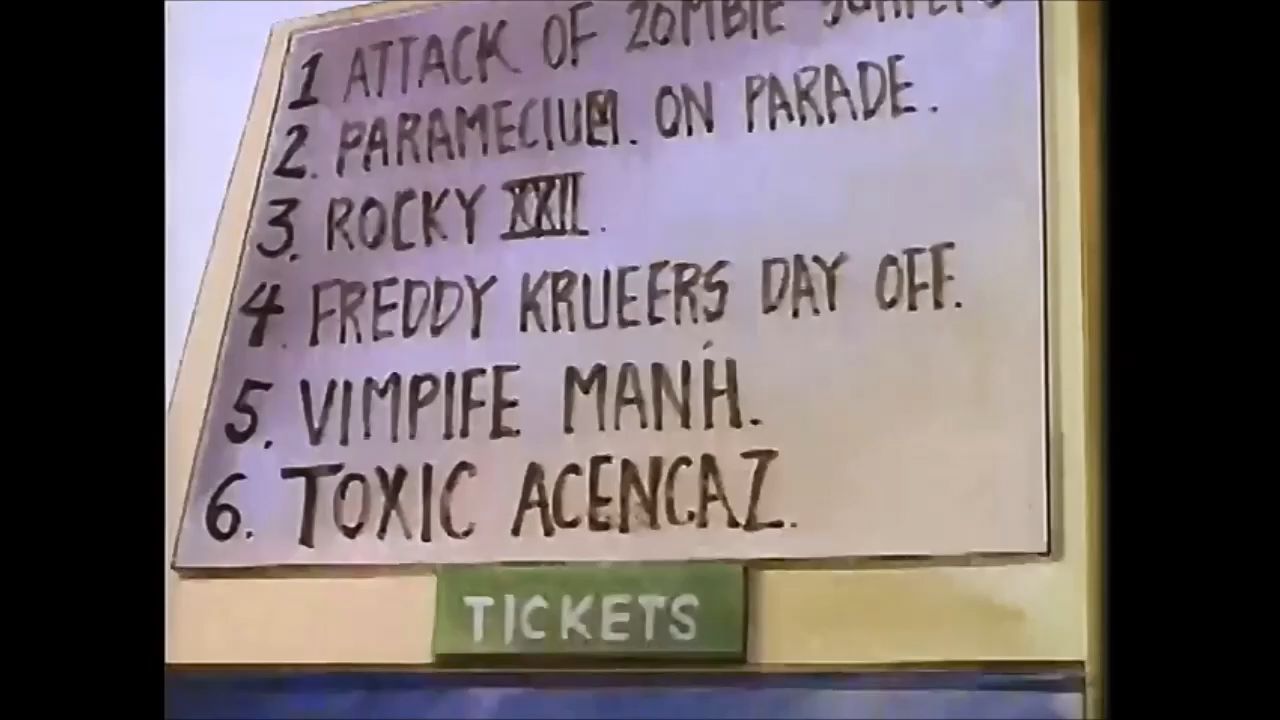 1 ATTACK OF ZOMBIE
2. PARAMECIUM. ON PARADE.
3. ROCKY XXII.
4. FREDDY KRUEERS DAY OFF.
5. VIMPIFE MANH.
6. TOXIC ACENCAZ.
TICKETS